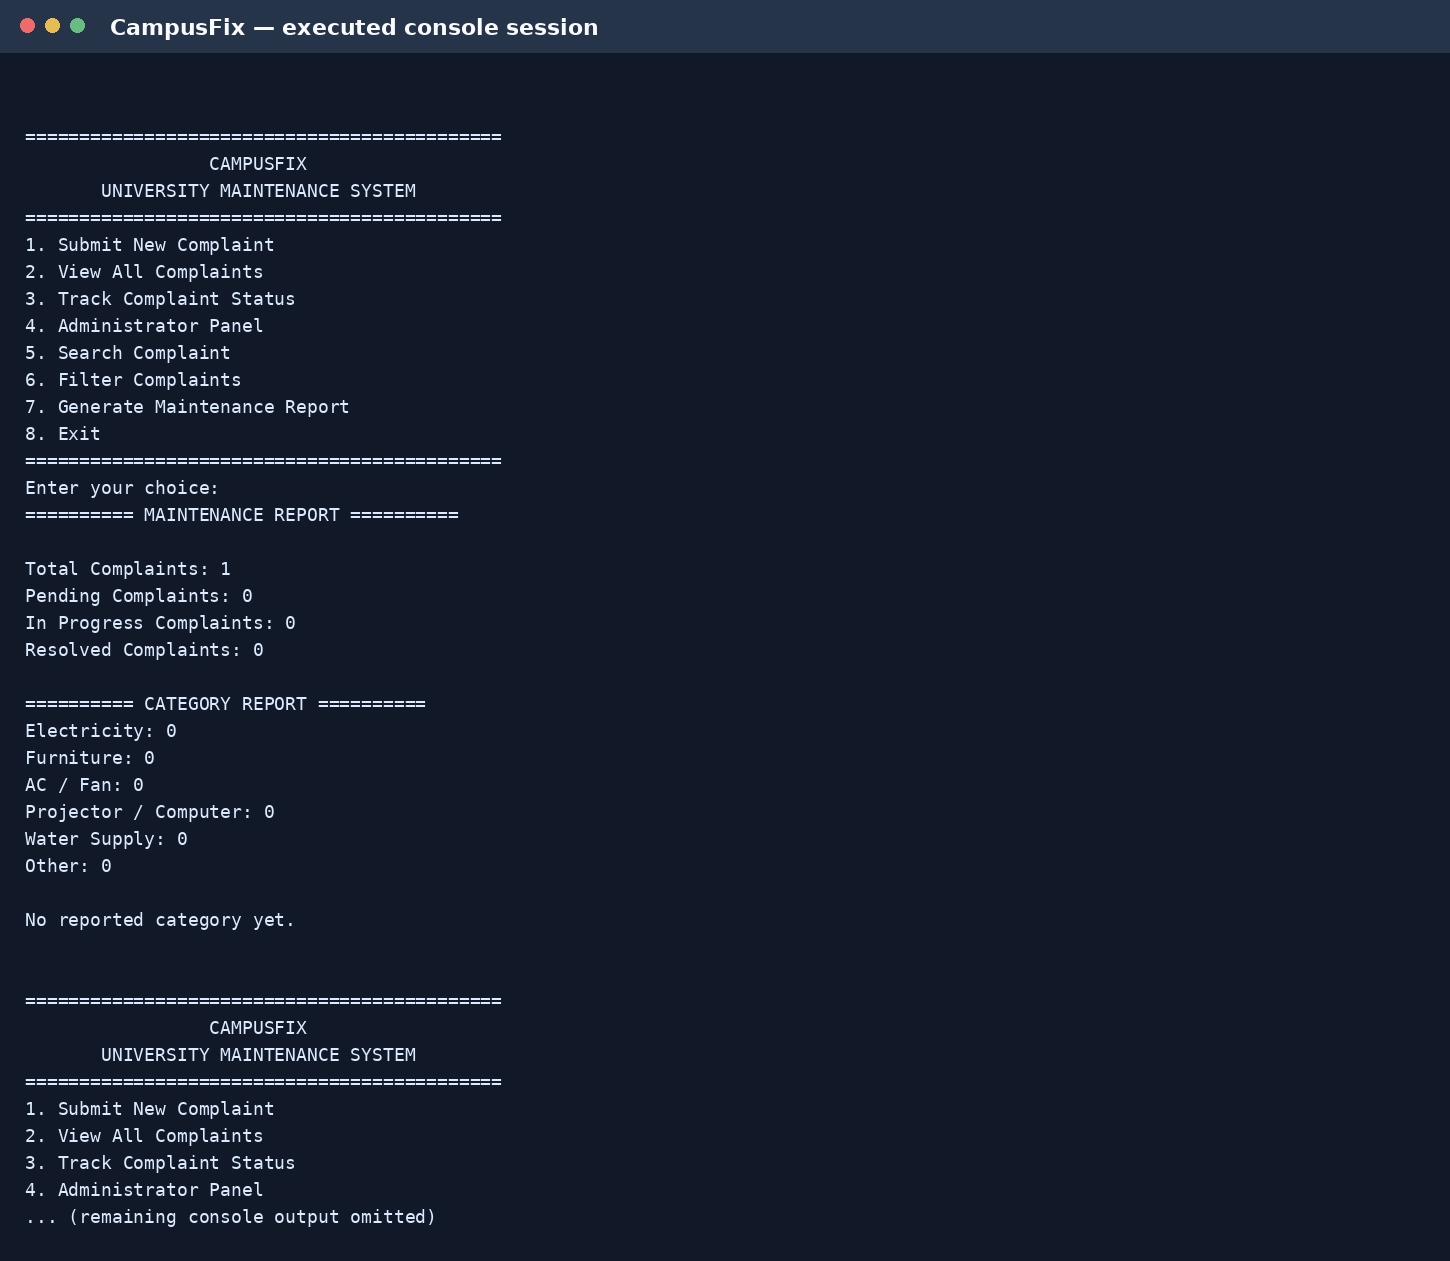 CampusFix — executed console session
============================================
CAMPUSFIX
UNIVERSITY MAINTENANCE SYSTEM
============================================
1. Submit New Complaint
2. View All Complaints
3. Track Complaint Status
4. Administrator Panel
5. Search Complaint
6. Filter Complaints
7. Generate Maintenance Report
8. Exit
============================================
Enter your choice:
========== MAINTENANCE REPORT ==========
Total Complaints: 1
Pending Complaints: 0
In Progress Complaints: 0
Resolved Complaints: 0
========== CATEGORY REPORT ==========
Electricity: 0
Furniture: 0
AC / Fan: 0
Projector / Computer: 0
Water Supply: 0
Other: 0
No reported category yet.
============================================
CAMPUSFIX
UNIVERSITY MAINTENANCE SYSTEM
============================================
1. Submit New Complaint
2. View All Complaints
3. Track Complaint Status
4. Administrator Panel
... (remaining console output omitted)